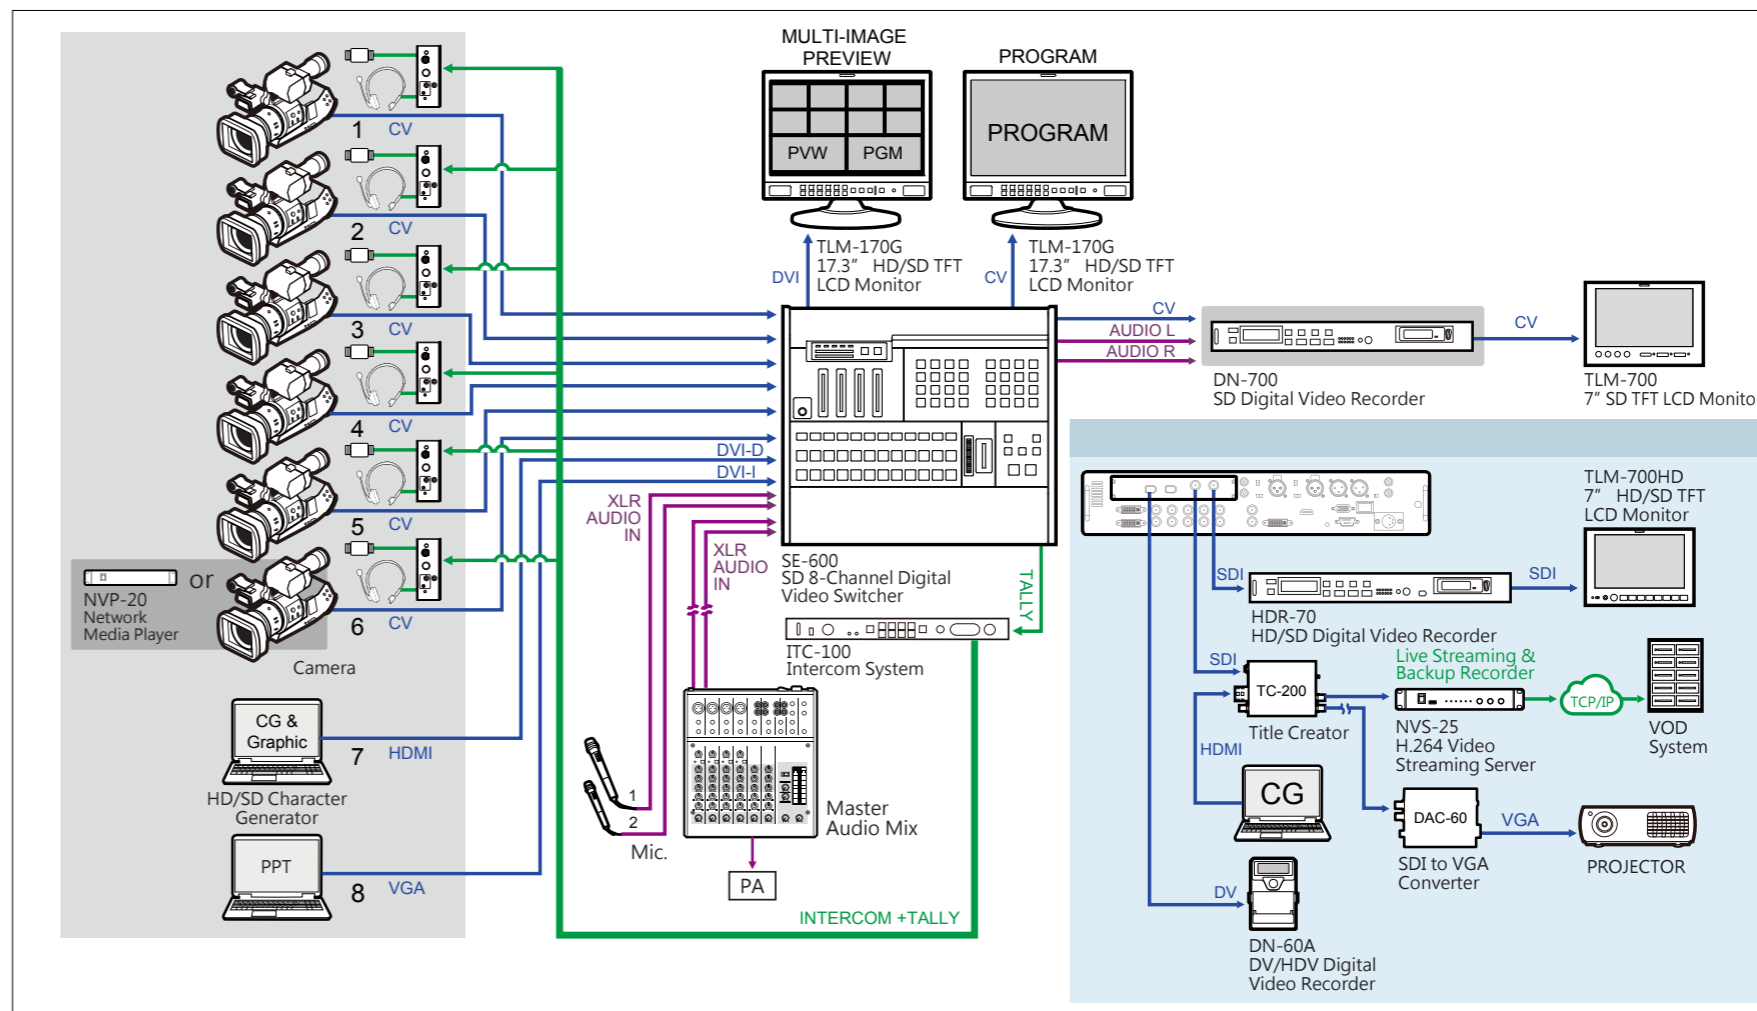 MULTI-IMAGE
PREVIEW
PVW
PGM
PROGRAM
PROGRAM
TLM-170G
17.3" HD/SD TFT
LCD Monitor
DVI
TLM-170G
17.3" HD/SD TFT
LCD Monitor
CV
1
CV
2
CV
3
CV
4
CV
5
CV
6
CV
NVP-20
Network
Media Player
or
Camera
CG &
Graphic
7
HDMI
HD/SD Character
Generator
PPT
8
VGA
DVI-D
DVI-I
XLR
AUDIO
IN
XLR
AUDIO
IN
SE-600
SD 8-Channel Digital
Video Switcher
TALLY
ITC-100
Intercom System
1
2
Mic.
Master
Audio Mix
PA
INTERCOM +TALLY
CV
AUDIO L
AUDIO R
DN-700
SD Digital Video Recorder
CV
TLM-700
7" SD TFT LCD Monitor
TLM-700HD
7" HD/SD TFT
LCD Monitor
SDI
SDI
HDR-70
HD/SD Digital Video Recorder
SDI
TC-200
Title Creator
HDMI
CG
Live Streaming &
Backup Recorder
NVS-25
H.264 Video
Streaming Server
TCP/IP
VOD
System
DAC-60
SDI to VGA
Converter
VGA
PROJECTOR
DV
DN-60A
DV/HDV Digital
Video Recorder